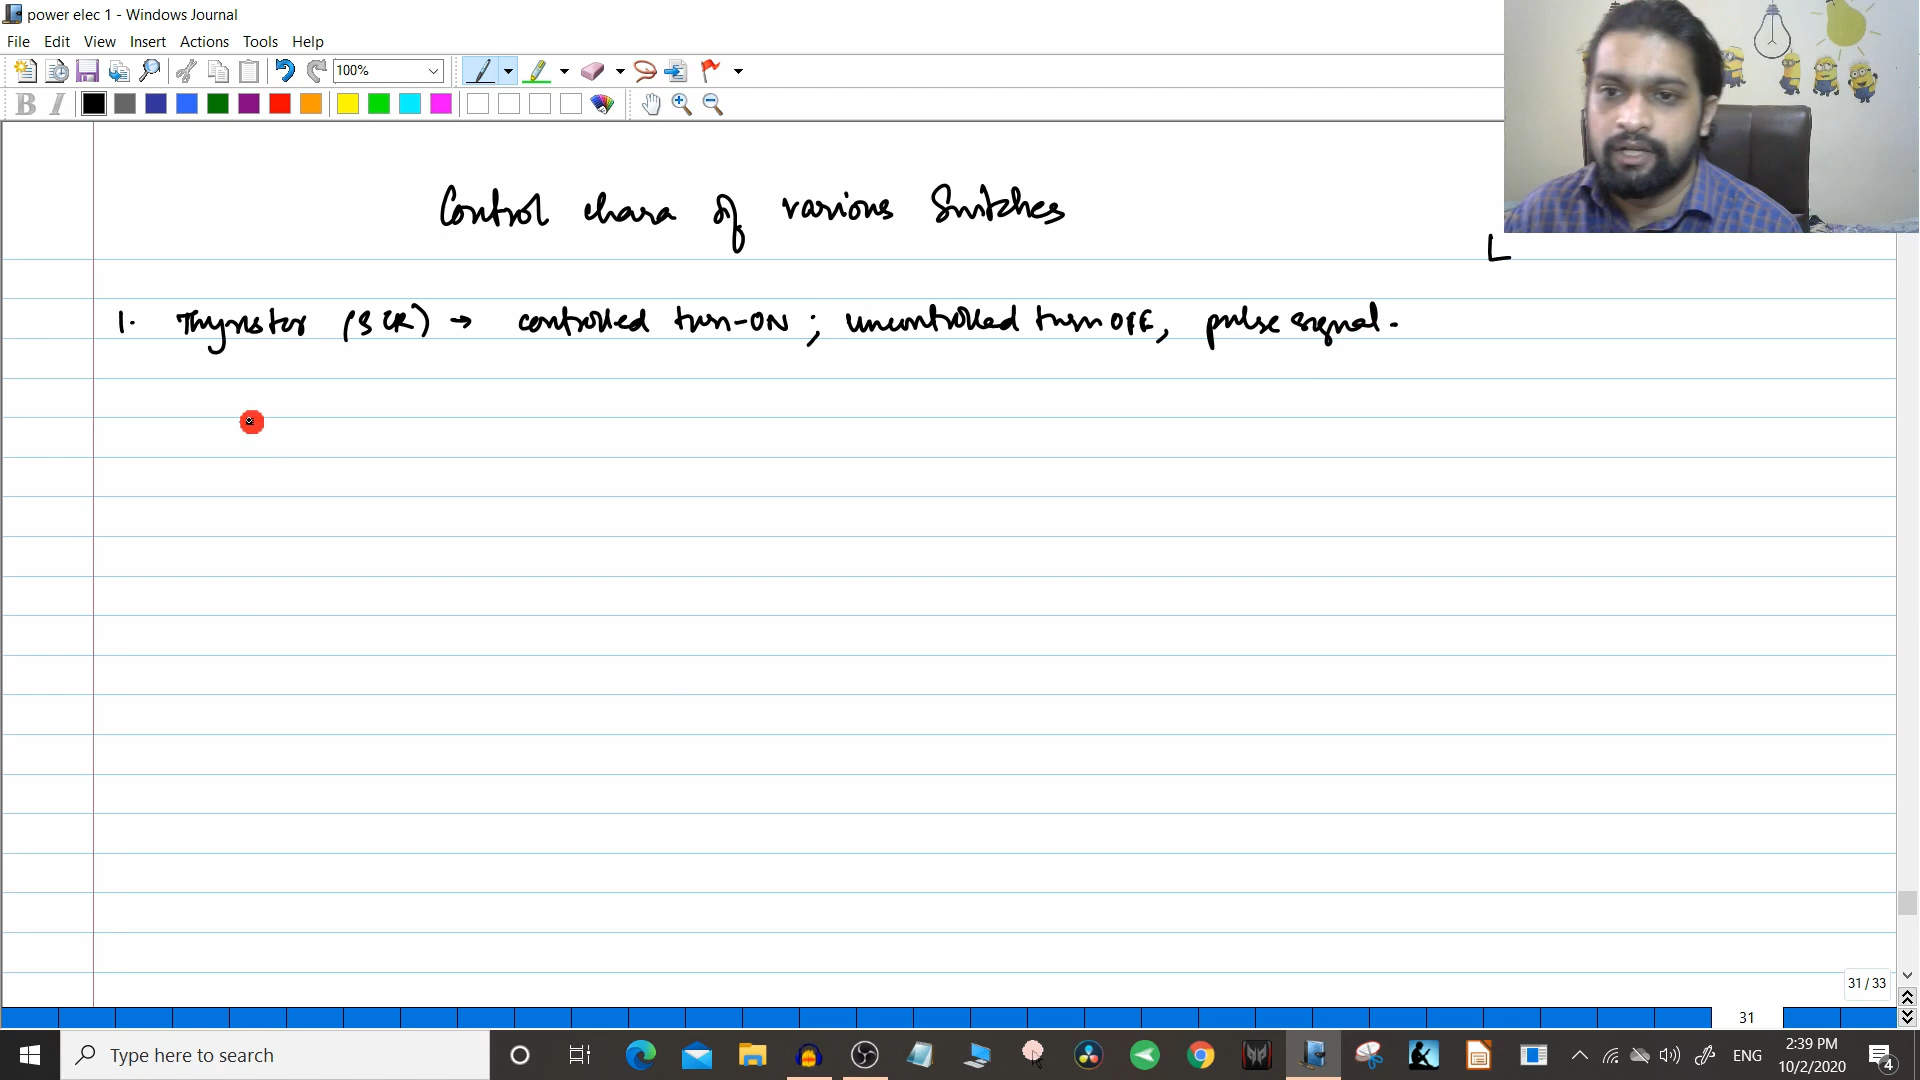 power elec 1 - Windows Journal
File Edit View Insert Actions Tools Help
100%
B I
Control chara of various Switches
L
1. Thyristor (SCR) → controlled turn-ON ; uncontrolled turn OFF, pulse signal.
31 / 33
31
Type here to search
ENG
2:39 PM
10/2/2020
4